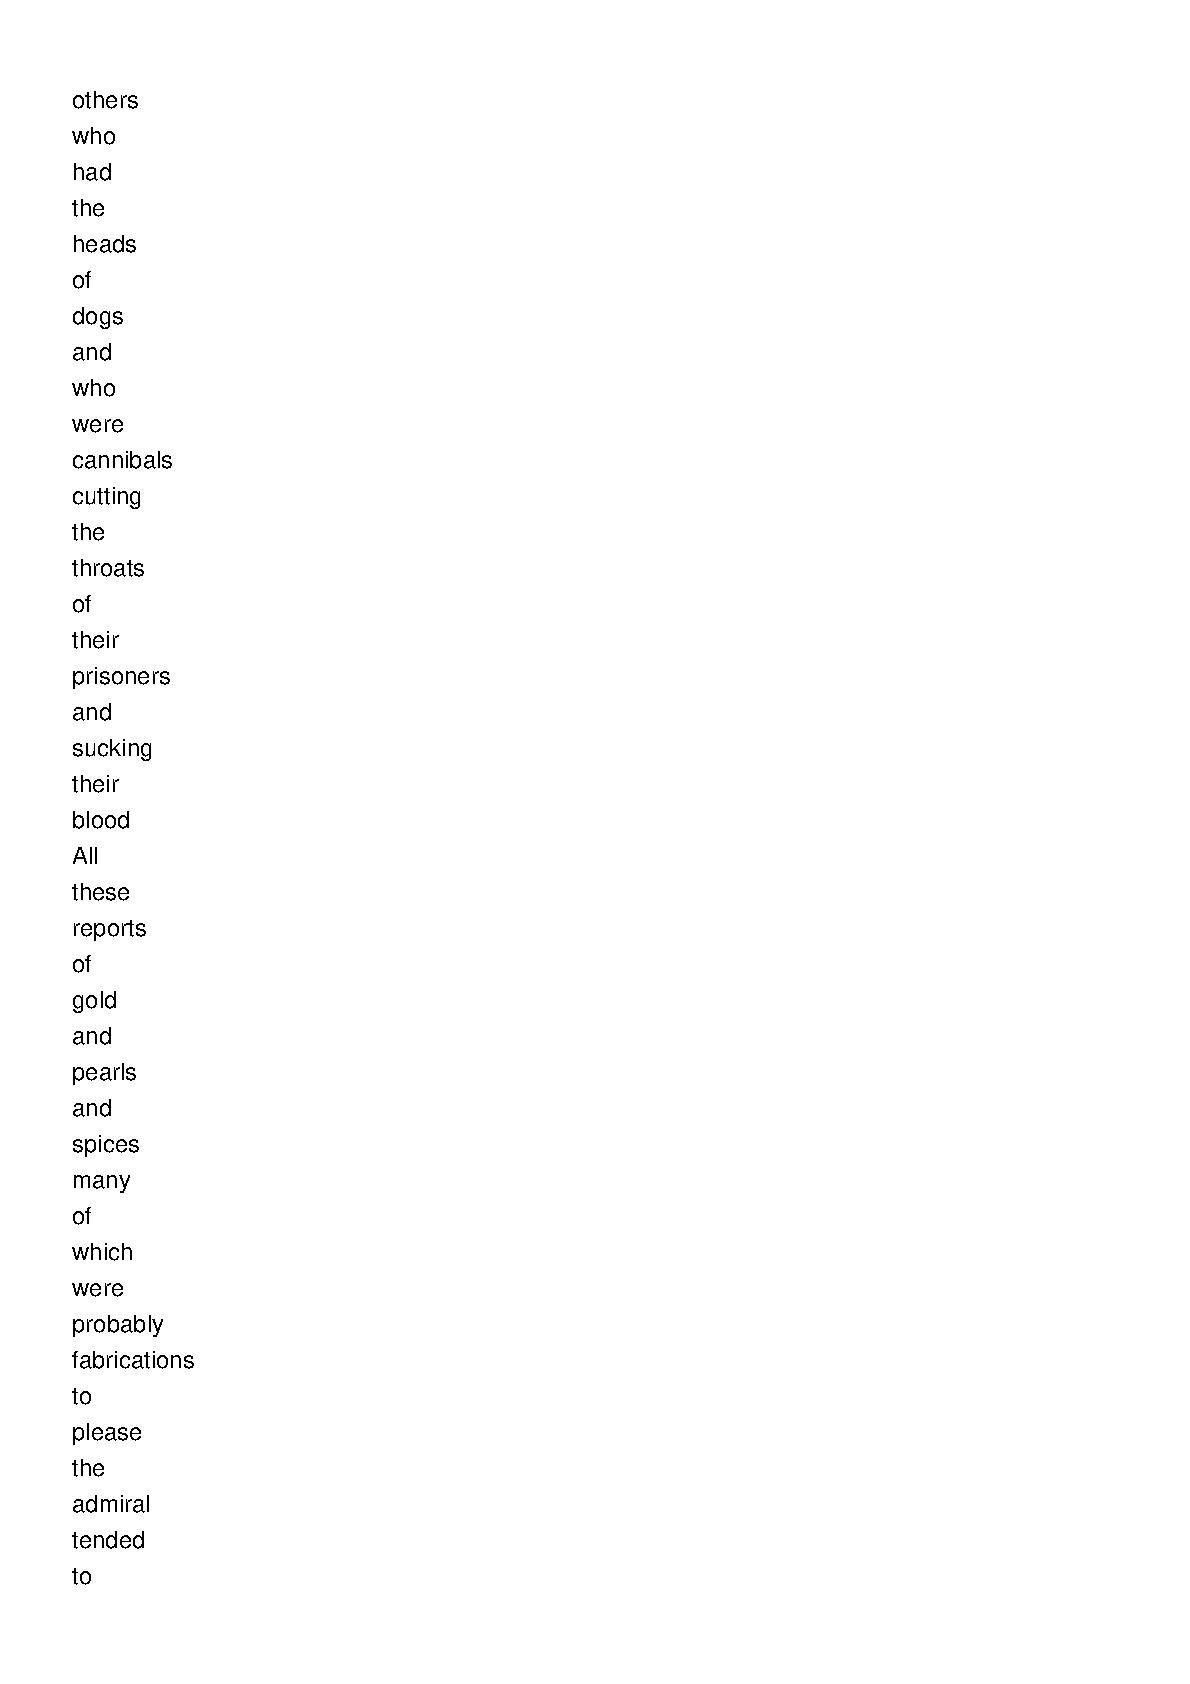 others
who
had
the
heads
of
dogs
and
who
were
cannibals
cutting
the
throats
of
their
prisoners
and
sucking
their
blood
All
these
reports
of
gold
and
pearls
and
spices
many
of
which
were
probably
fabrications
to
please
the
admiral
tended
to